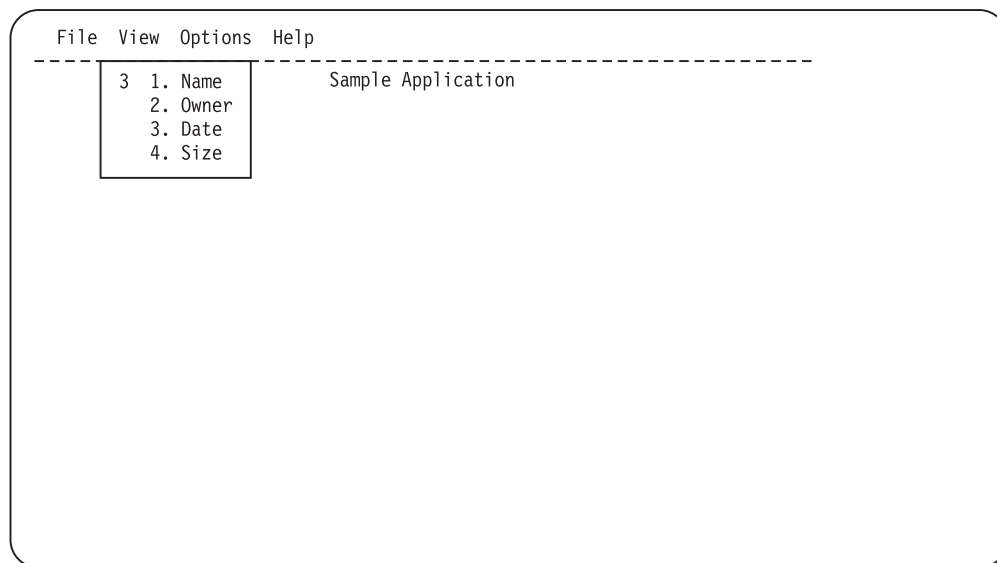 File View Options Help
3 1. Name Sample Application
2. Owner
3. Date
4. Size